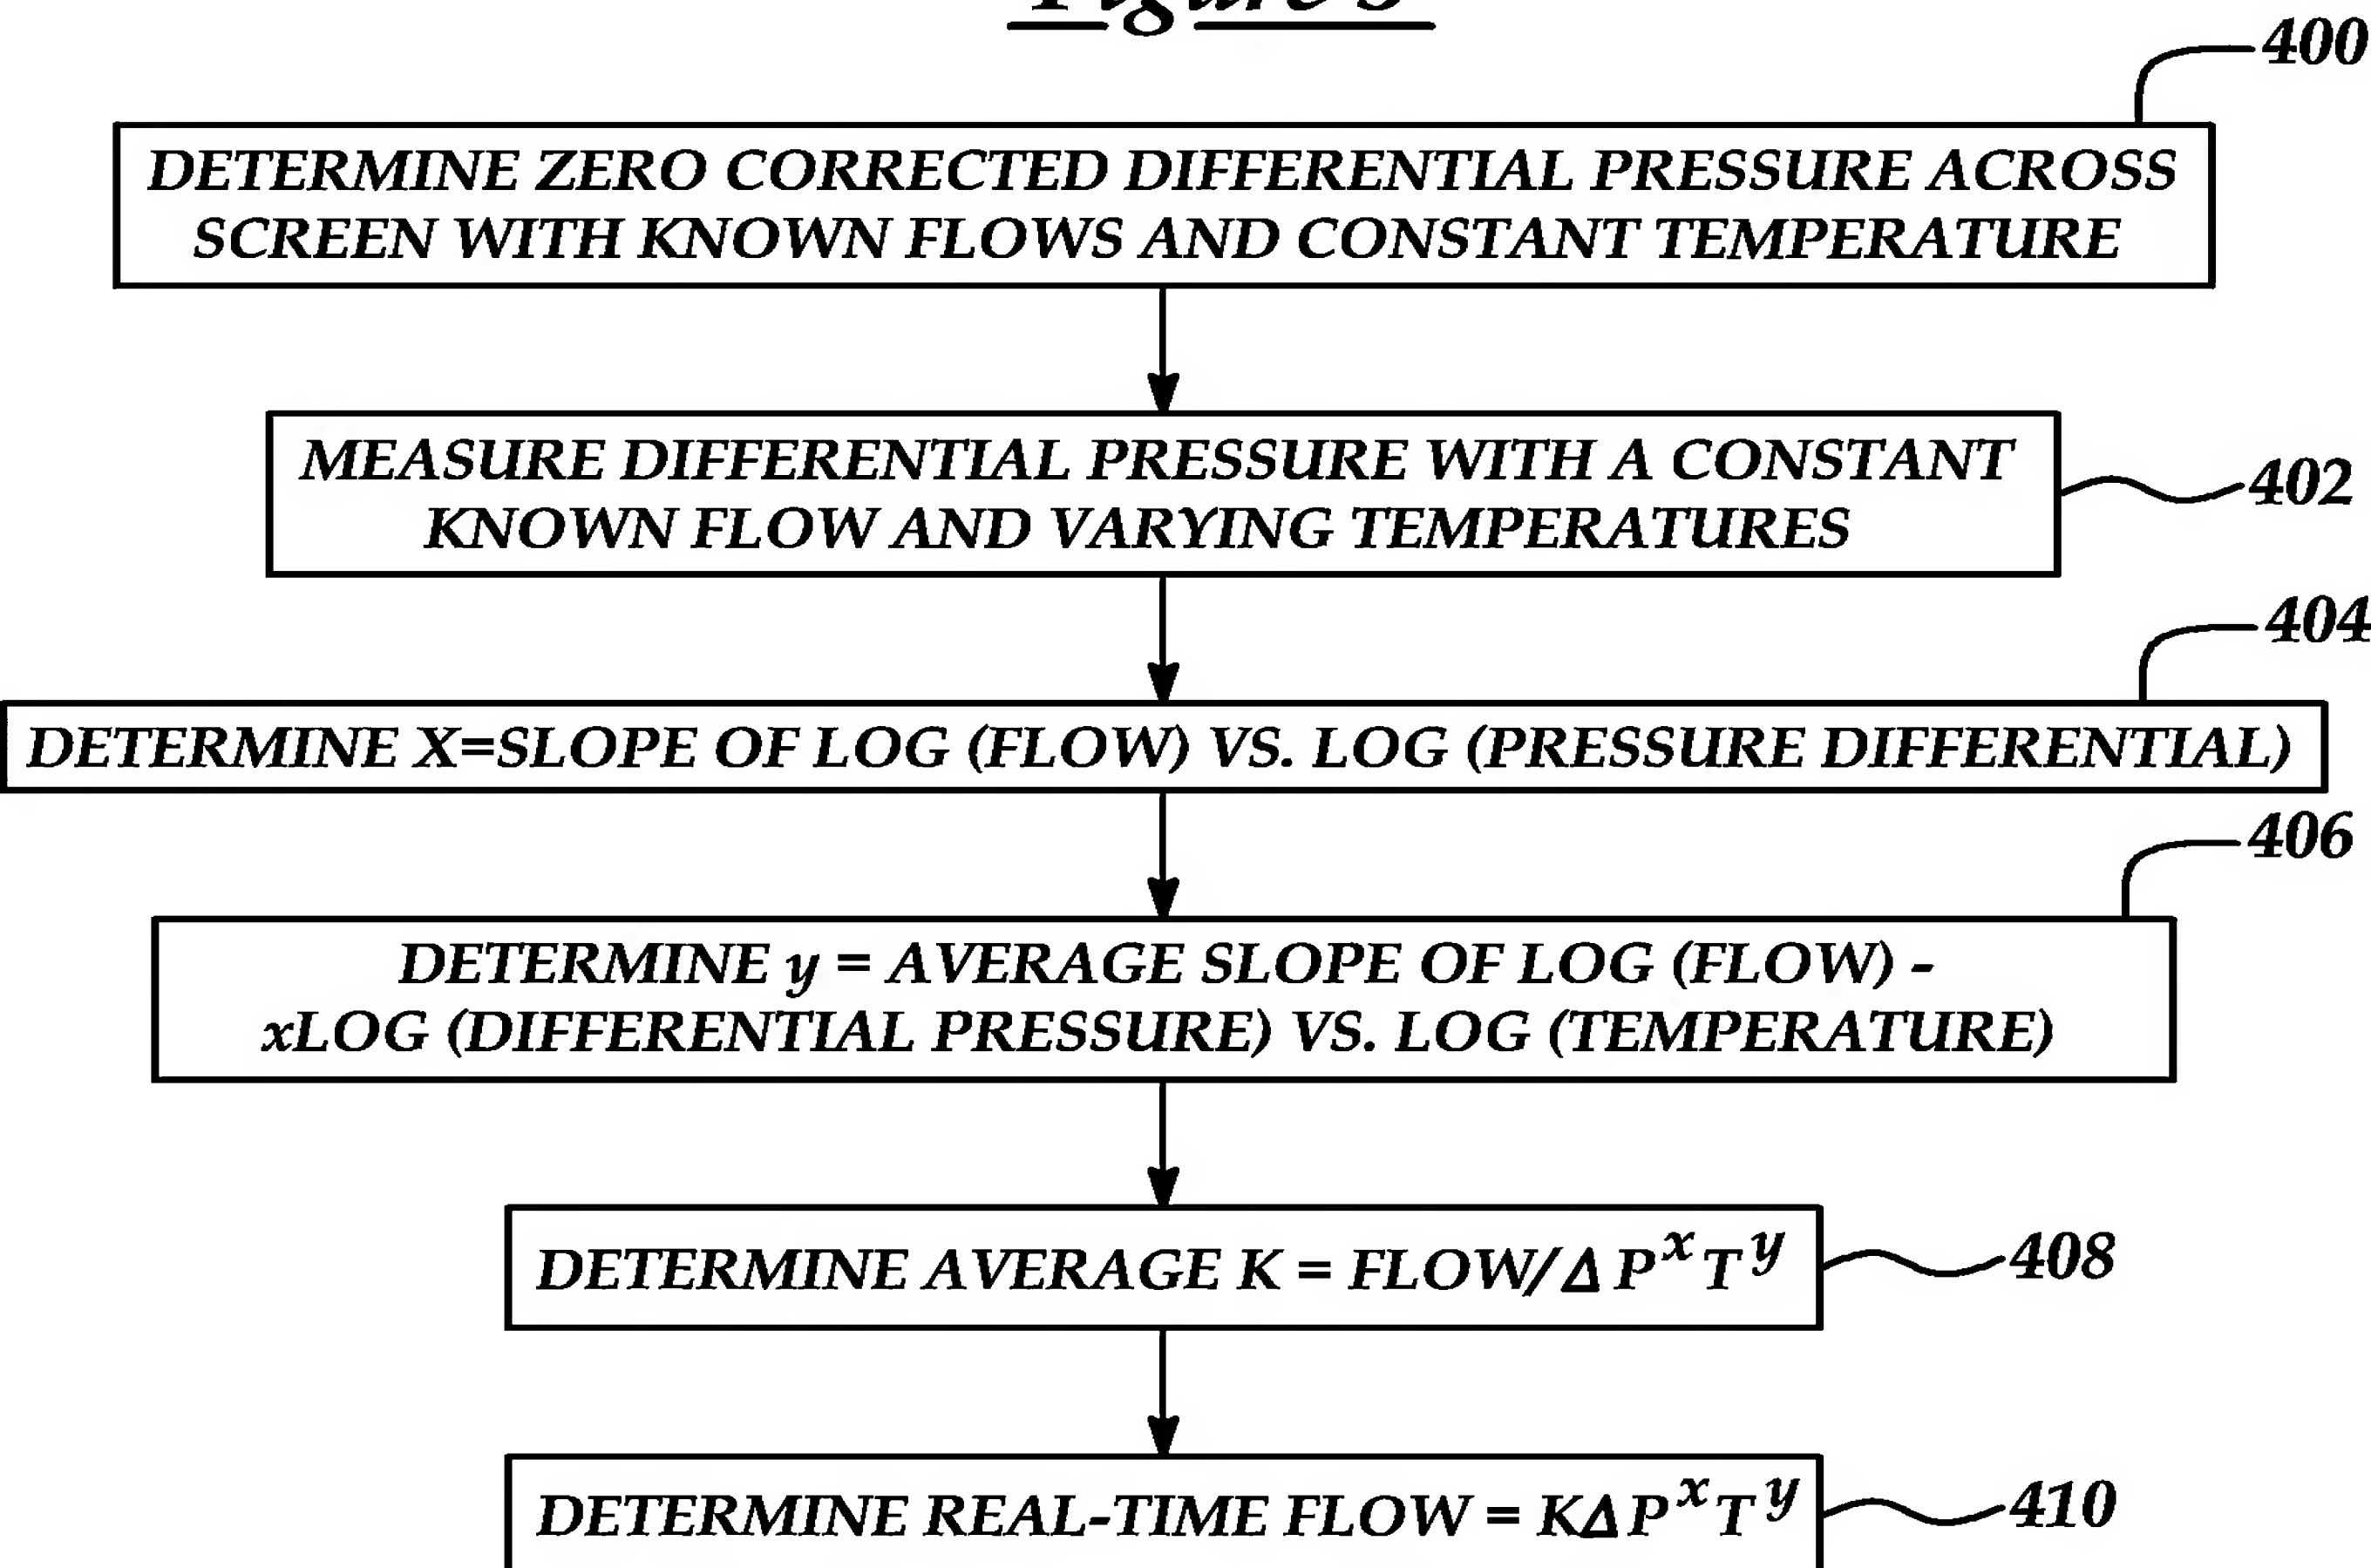 400
DETERMINE ZERO CORRECTED DIFFERENTIAL PRESSURE ACROSS
SCREEN WITH KNOWN FLOWS AND CONSTANT TEMPERATURE
MEASURE DIFFERENTIAL PRESSURE WITH A CONSTANT
KNOWN FLOW AND VARYING TEMPERATURES
402
404
DETERMINE X=SLOPE OF LOG (FLOW) VS. LOG (PRESSURE DIFFERENTIAL)
406
DETERMINE y = AVERAGE SLOPE OF LOG (FLOW) -
xLOG (DIFFERENTIAL PRESSURE) VS. LOG (TEMPERATURE)
DETERMINE AVERAGE K = FLOW/Δ P^x T^y
408
DETERMINE REAL-TIME FLOW = KΔP^x T^y
410